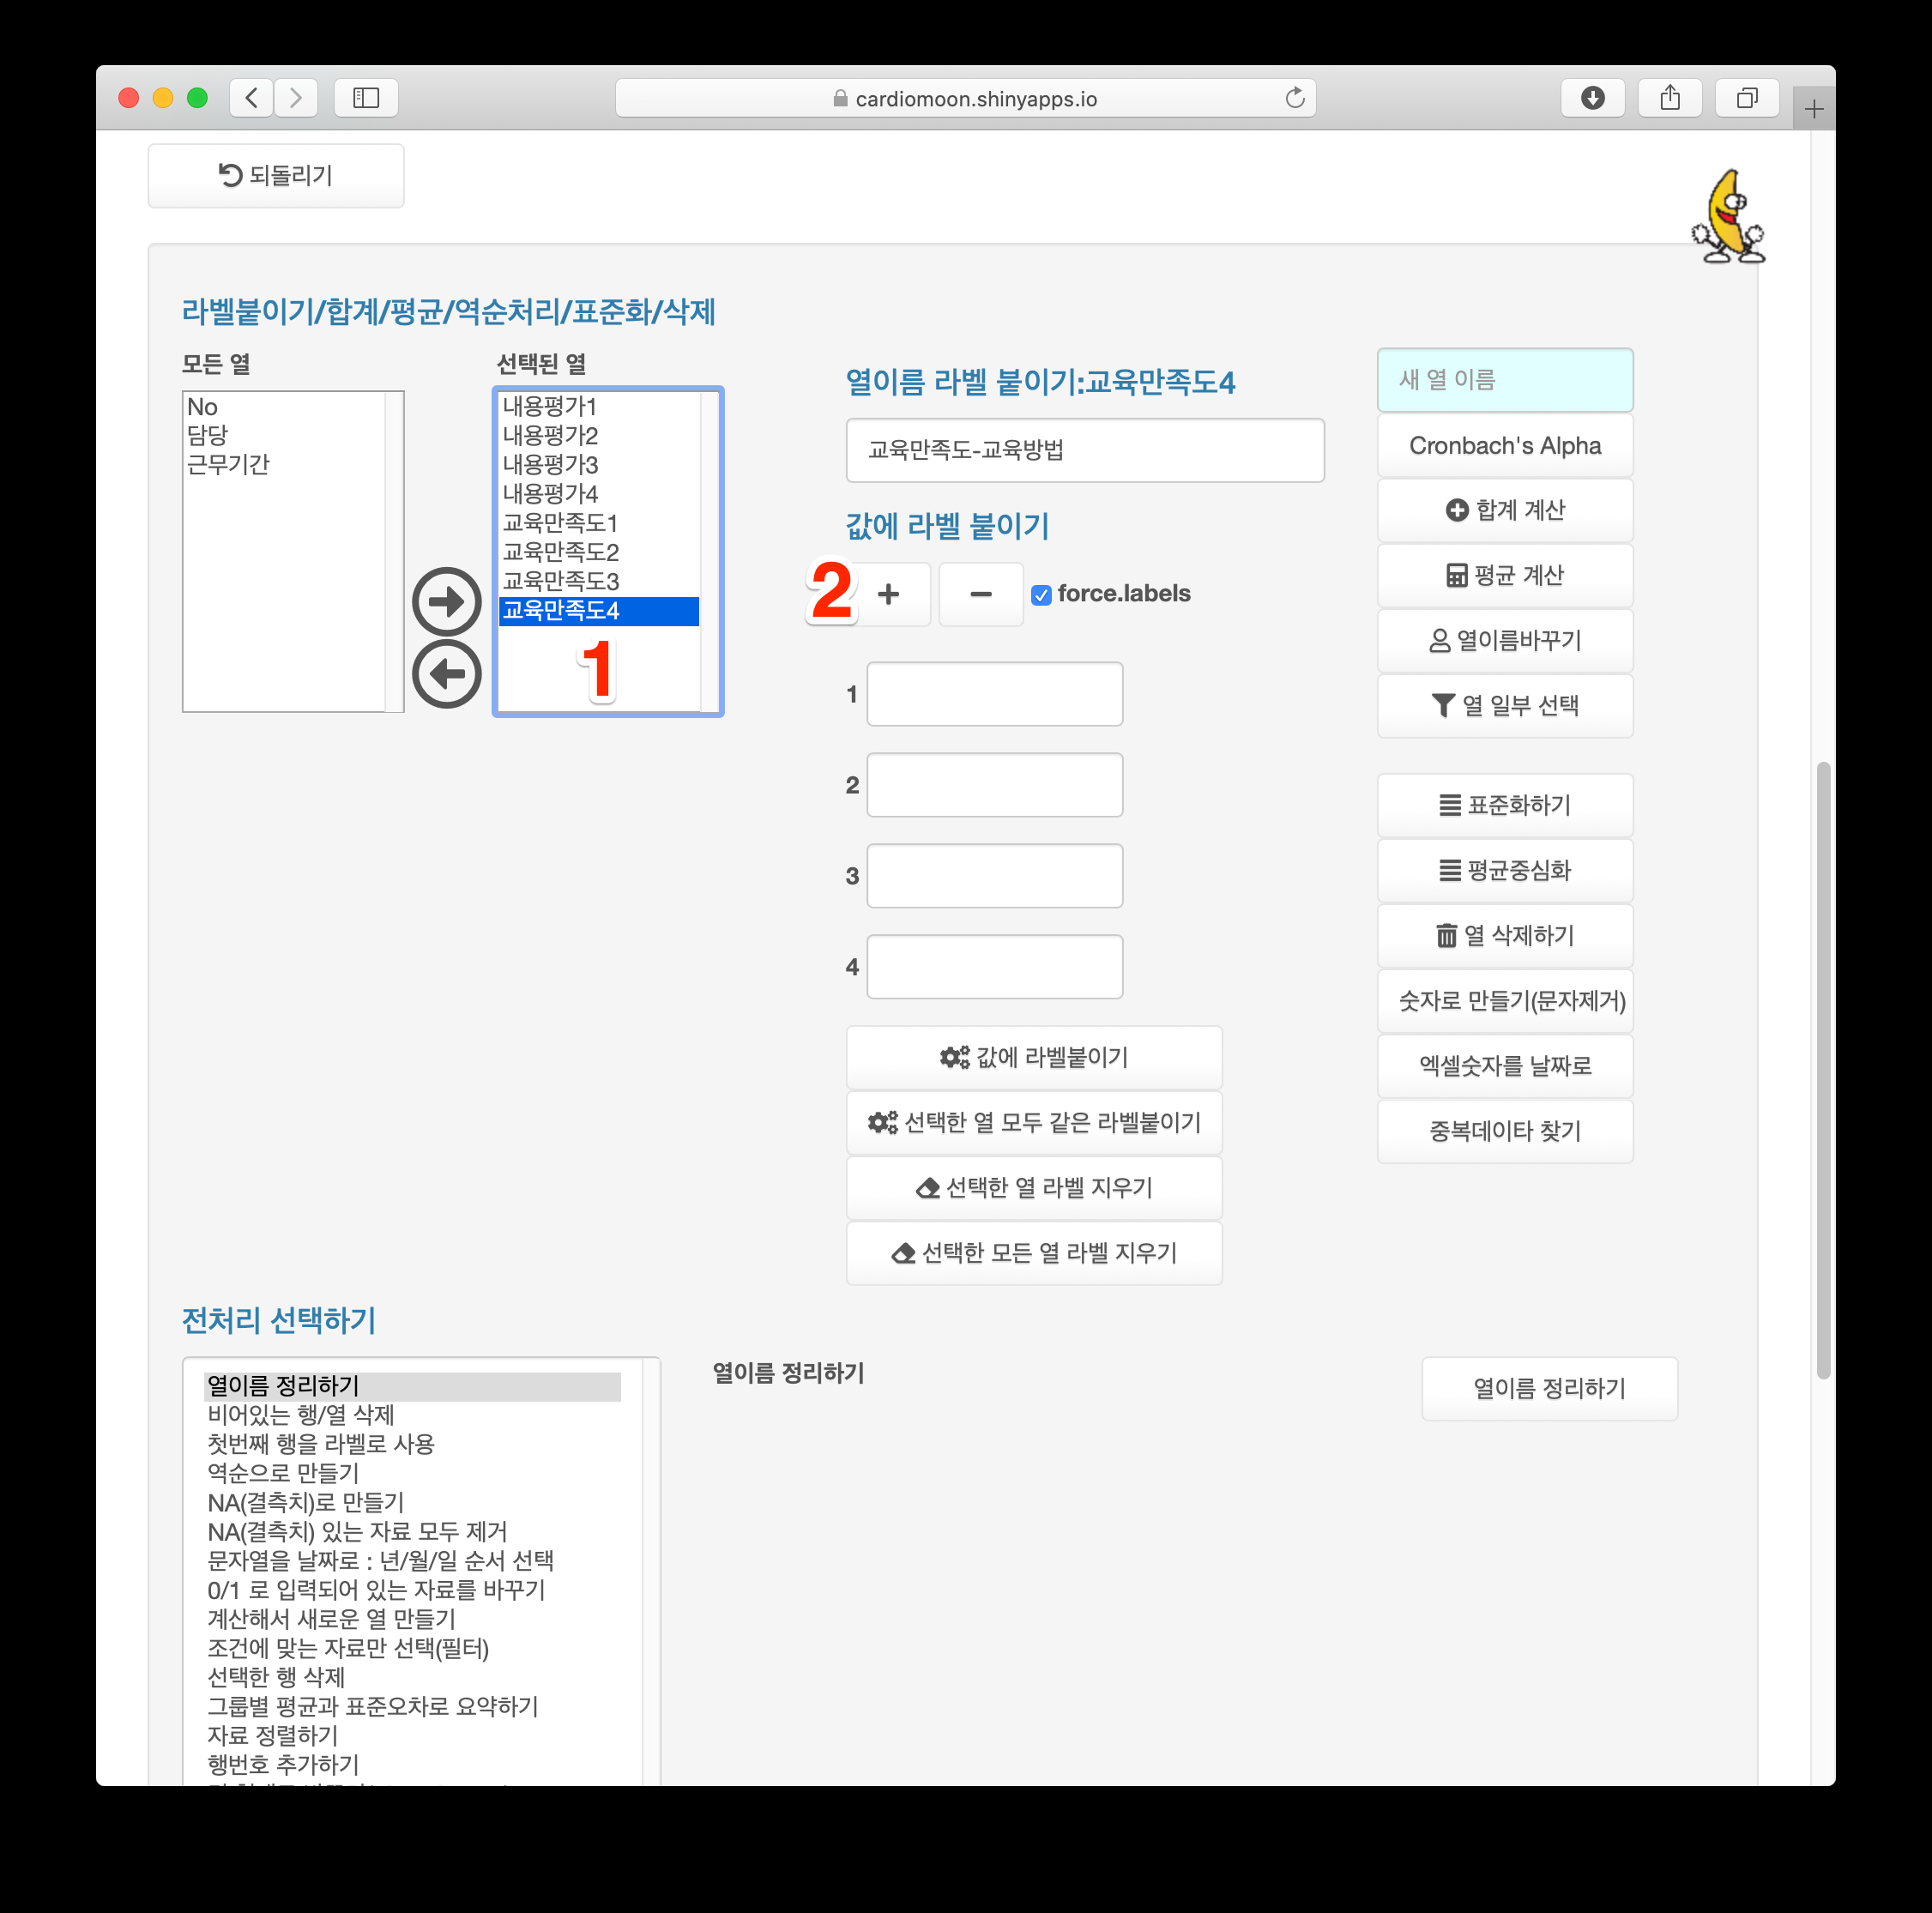 cardiomoon.shinyapps.io
되돌리기
라벨붙이기/합계/평균/역순처리/표준화/삭제
모든 열
No
담당
근무기간
선택된 열
내용평가1
내용평가2
내용평가3
내용평가4
교육만족도1
교육만족도2
교육만족도3
교육만족도4
1
열이름 라벨 붙이기:교육만족도4
교육만족도-교육방법
값에 라벨 붙이기
2
+
−
force.labels
1
2
3
4
값에 라벨붙이기
선택한 열 모두 같은 라벨붙이기
선택한 열 라벨 지우기
선택한 모든 열 라벨 지우기
새 열 이름
Cronbach's Alpha
합계 계산
평균 계산
열이름바꾸기
열 일부 선택
표준화하기
평균중심화
열 삭제하기
숫자로 만들기(문자제거)
엑셀숫자를 날짜로
중복데이타 찾기
전처리 선택하기
열이름 정리하기
비어있는 행/열 삭제
첫번째 행을 라벨로 사용
역순으로 만들기
NA(결측치)로 만들기
NA(결측치) 있는 자료 모두 제거
문자열을 날짜로 : 년/월/일 순서 선택
0/1 로 입력되어 있는 자료를 바꾸기
계산해서 새로운 열 만들기
조건에 맞는 자료만 선택(필터)
선택한 행 삭제
그룹별 평균과 표준오차로 요약하기
자료 정렬하기
행번호 추가하기
열이름 정리하기
열이름 정리하기